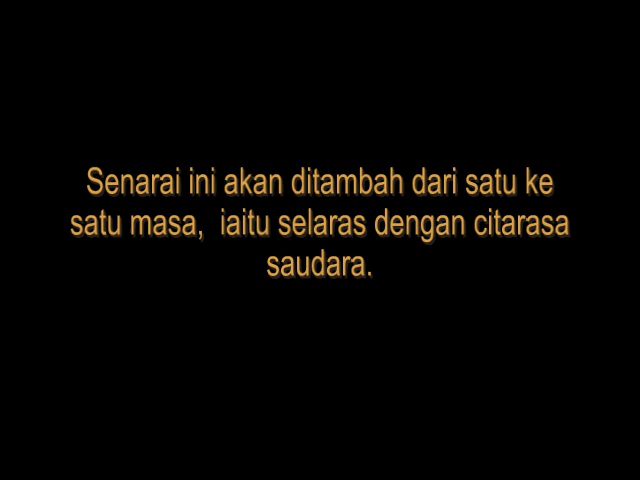 Senarai ini akan ditambah dari satu ke
satu masa,  iaitu selaras dengan citarasa
saudara.